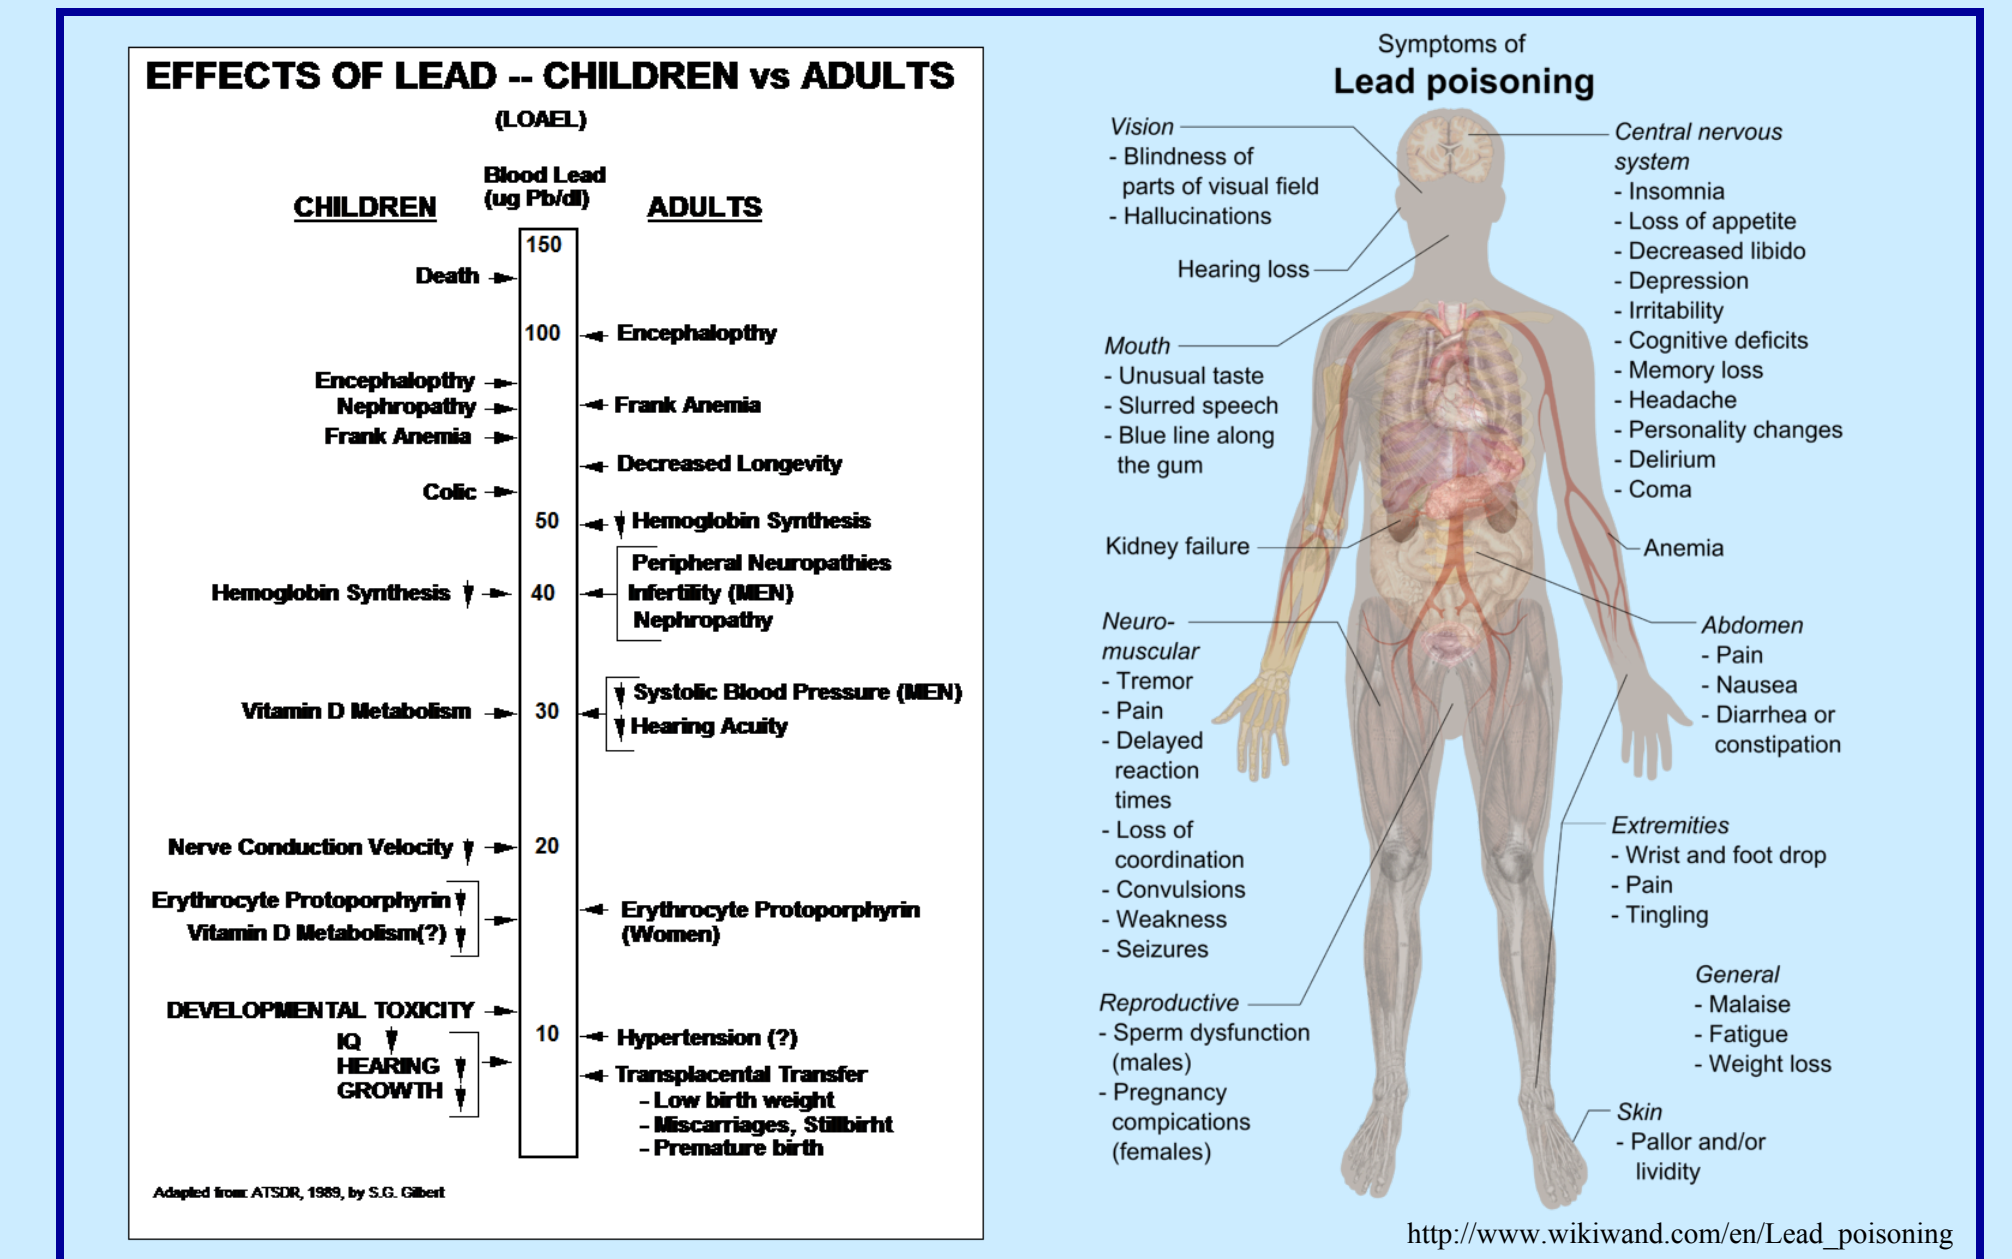 EFFECTS OF LEAD -- CHILDREN vs ADULTS
(LOAEL)
Blood Lead
(ug Pb/dl)
CHILDREN
ADULTS
150
Death
100
Encephalopthy
Encephalopthy
Nephropathy
Frank Anemia
Frank Anemia
Decreased Longevity
Colic
50
Hemoglobin Synthesis
Peripheral Neuropathies
Hemoglobin Synthesis
40
Infertility (MEN)
Nephropathy
Systolic Blood Pressure (MEN)
Vitamin D Metabolism
30
Hearing Acuity
Nerve Conduction Velocity
20
Erythrocyte Protoporphyrin
Vitamin D Metabolism(?)
Erythrocyte Protoporphyrin
(Women)
DEVELOPMENTAL TOXICITY
IQ
HEARING
GROWTH
10
Hypertension (?)
Transplacental Transfer
- Low birth weight
- Miscarriages, Stillbirht
- Premature birth
Adapted from: ATSDR, 1989, by S.G. Gilbert
Symptoms of
Lead poisoning
Vision
- Blindness of
parts of visual field
- Hallucinations
Hearing loss
Mouth
- Unusual taste
- Slurred speech
- Blue line along
the gum
Kidney failure
Neuro-
muscular
- Tremor
- Pain
- Delayed
reaction
times
- Loss of
coordination
- Convulsions
- Weakness
- Seizures
Reproductive
- Sperm dysfunction
(males)
- Pregnancy
compications
(females)
Central nervous
system
- Insomnia
- Loss of appetite
- Decreased libido
- Depression
- Irritability
- Cognitive deficits
- Memory loss
- Headache
- Personality changes
- Delirium
- Coma
Anemia
Abdomen
- Pain
- Nausea
- Diarrhea or
constipation
Extremities
- Wrist and foot drop
- Pain
- Tingling
General
- Malaise
- Fatigue
- Weight loss
Skin
- Pallor and/or
lividity
http://www.wikiwand.com/en/Lead_poisoning